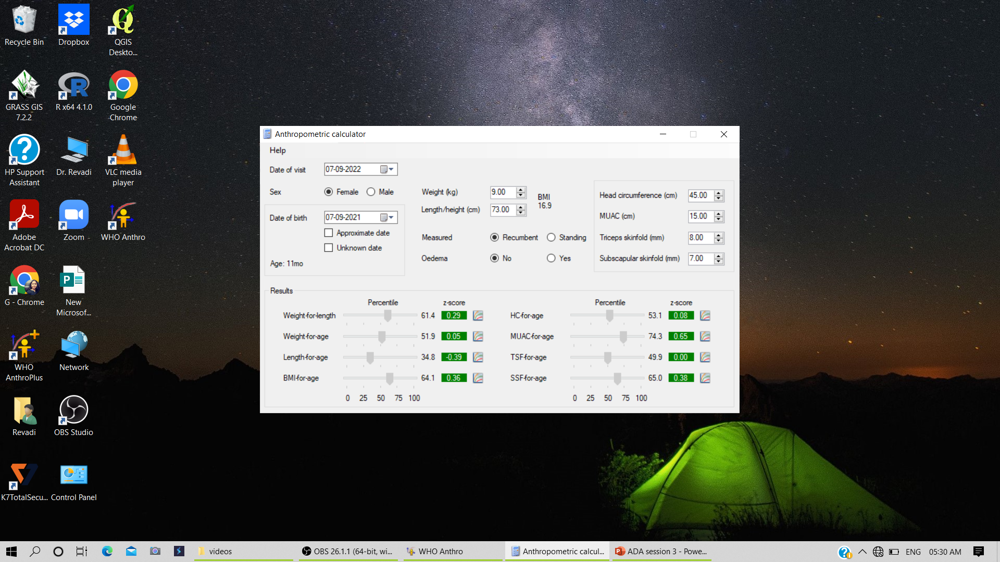 Recycle Bin
Dropbox
QGIS
Deskto...
GRASS GIS
7.2.2
R x64 4.1.0
Google
Chrome
HP Support
Assistant
Dr. Revadi
VLC media
player
Adobe
Acrobat DC
Zoom
WHO Anthro
G - Chrome
New
Microsof...
WHO
AnthroPlus
Network
Revadi
OBS Studio
K7TotalSecu...
Control Panel
Anthropometric calculator
Help
Date of visit 07-09-2022
Sex Female Male
Date of birth 07-09-2021
Approximate date
Unknown date
Age: 11mo
Weight (kg) 9.00
Length/height (cm) 73.00
BMI
16.9
Measured Recumbent Standing
Oedema No Yes
Head circumference (cm) 45.00
MUAC (cm) 15.00
Triceps skinfold (mm) 8.00
Subscapular skinfold (mm) 7.00
Results
Percentile z-score
Weight-for-length 61.4 0.29
Weight-for-age 51.9 0.05
Length-for-age 34.8 -0.39
BMI-for-age 64.1 0.36
0 25 50 75 100
Percentile z-score
HC-for-age 53.1 0.08
MUAC-for-age 74.3 0.65
TSF-for-age 49.9 0.00
SSF-for-age 65.0 0.38
0 25 50 75 100
videos
OBS 26.1.1 (64-bit, wi...
WHO Anthro
Anthropometric calcul...
ADA session 3 - Powe...
ENG
05:30 AM